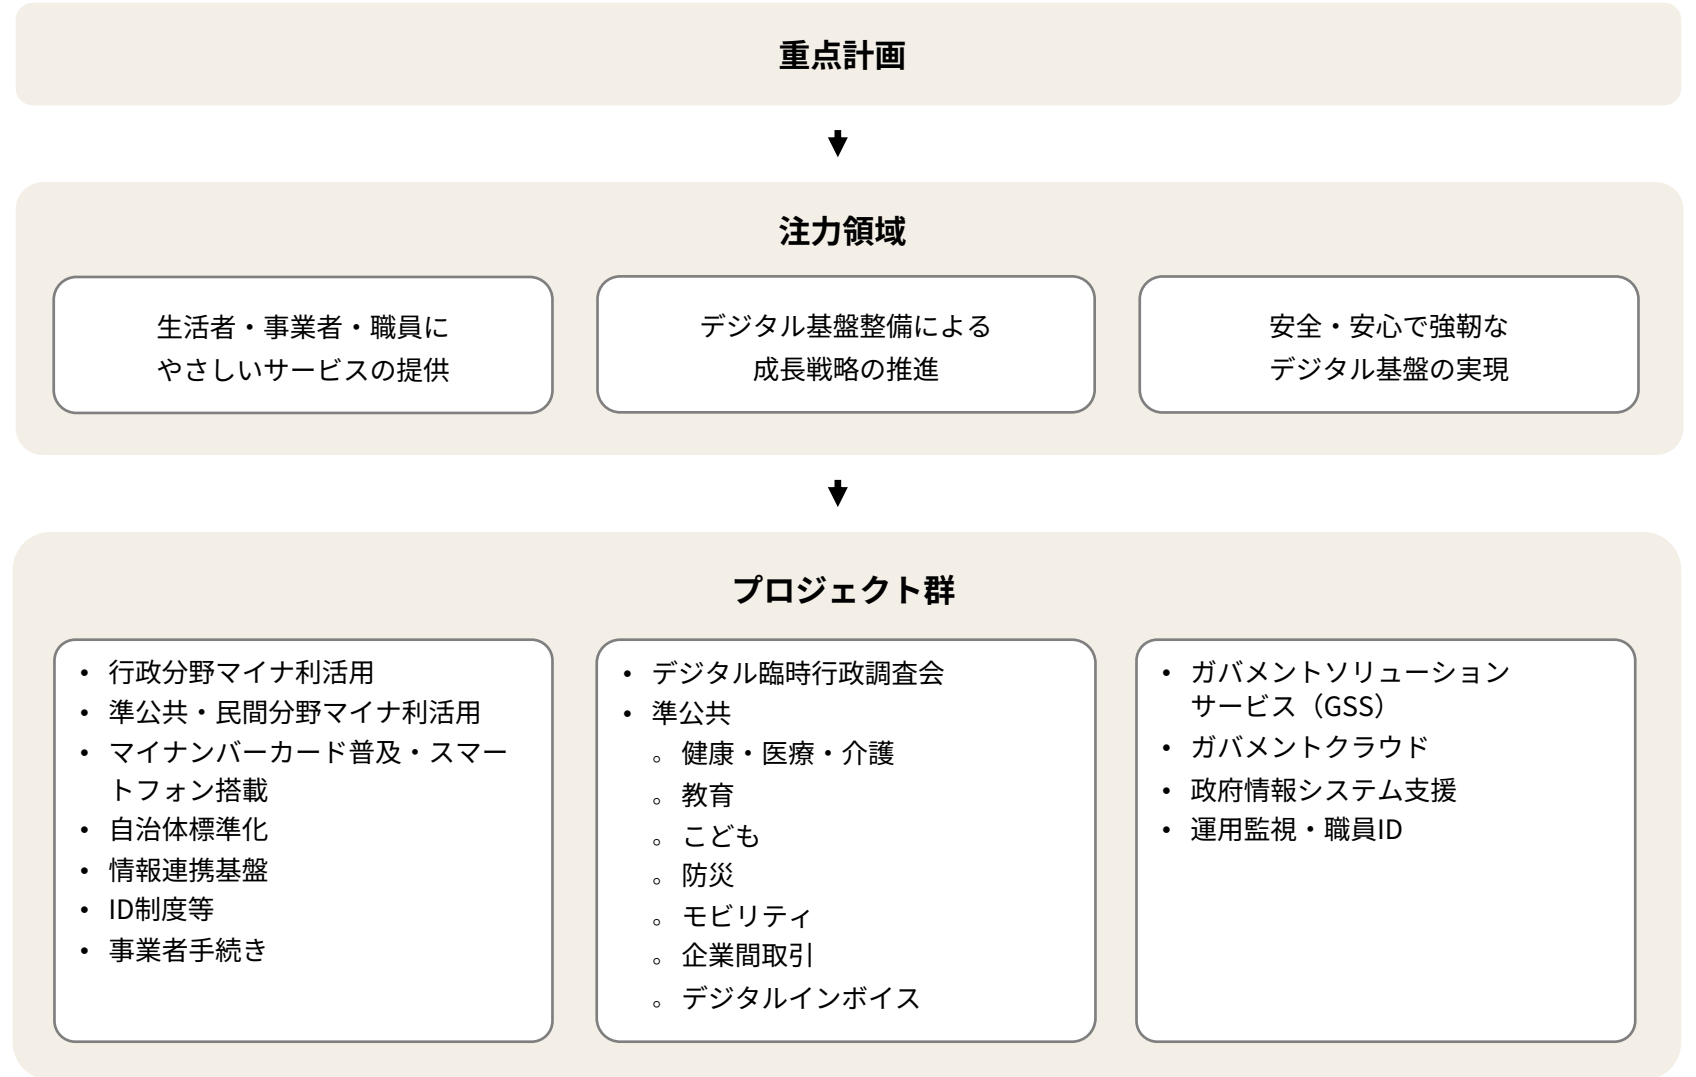 重点計画
注力領域
生活者・事業者・職員に
やさしいサービスの提供
デジタル基盤整備による
成長戦略の推進
安全・安心で強靭な
デジタル基盤の実現
プロジェクト群
• 行政分野マイナ利活用
• 準公共・民間分野マイナ利活用
• マイナンバーカード普及・スマー
トフォン搭載
• 自治体標準化
• 情報連携基盤
• ID制度等
• 事業者手続き
• デジタル臨時行政調査会
• 準公共
○ 健康・医療・介護
○ 教育
○ こども
○ 防災
○ モビリティ
○ 企業間取引
○ デジタルインボイス
• ガバメントソリューション
サービス（GSS）
• ガバメントクラウド
• 政府情報システム支援
• 運用監視・職員ID